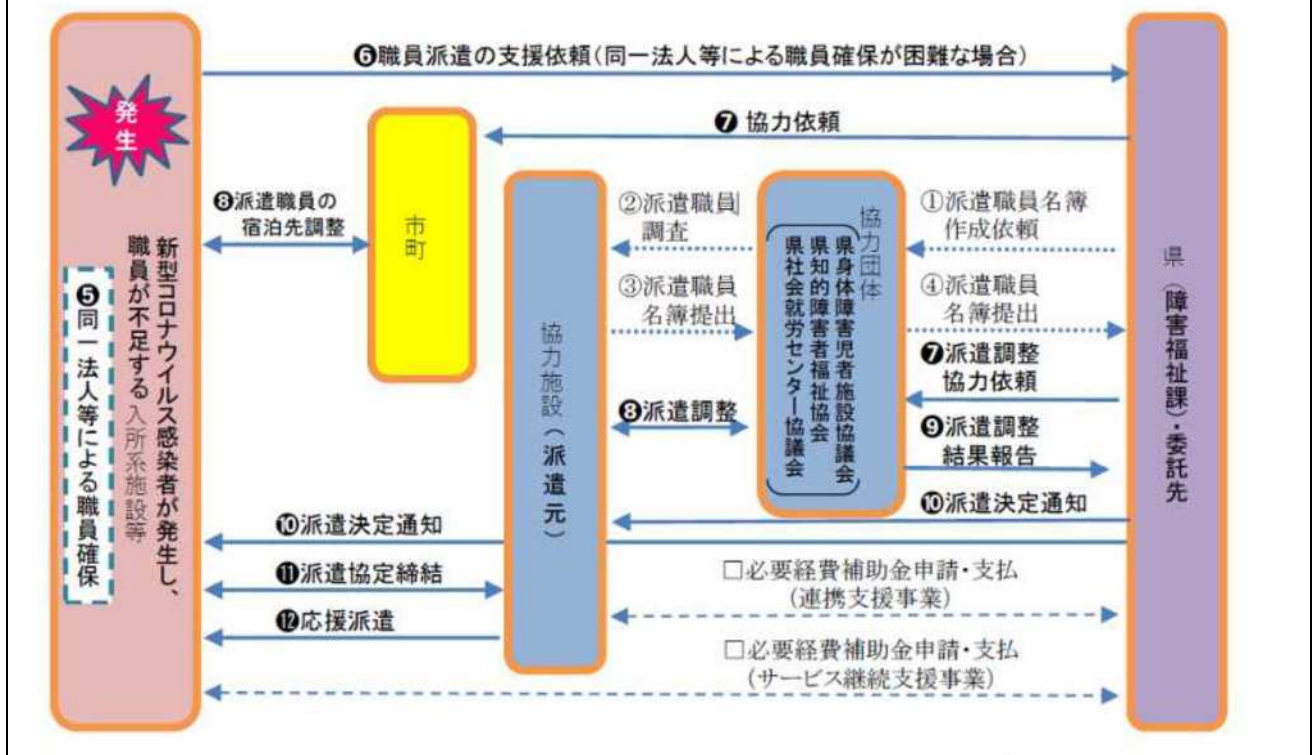 発生
新型コロナウイルス感染者が発生し、
職員が不足する入所系施設等
❺同一法人等による職員確保
❻職員派遣の支援依頼(同一法人等による職員確保が困難な場合)
❼ 協力依頼
❽派遣職員の
宿泊先調整
市町
協力施設(派遣元)
②派遣職員
調査
③派遣職員
名簿提出
❽派遣調整
協力団体
県身体障害児者施設協議会
県知的障害者福祉協会
県社会就労センター協議会
①派遣職員名簿
作成依頼
④派遣職員
名簿提出
❼派遣調整
協力依頼
❾派遣調整
結果報告
❿派遣決定通知
県(障害福祉課)・委託先
❿派遣決定通知
⓫派遣協定締結
⓬応援派遣
□必要経費補助金申請・支払
(連携支援事業)
□必要経費補助金申請・支払
(サービス継続支援事業)